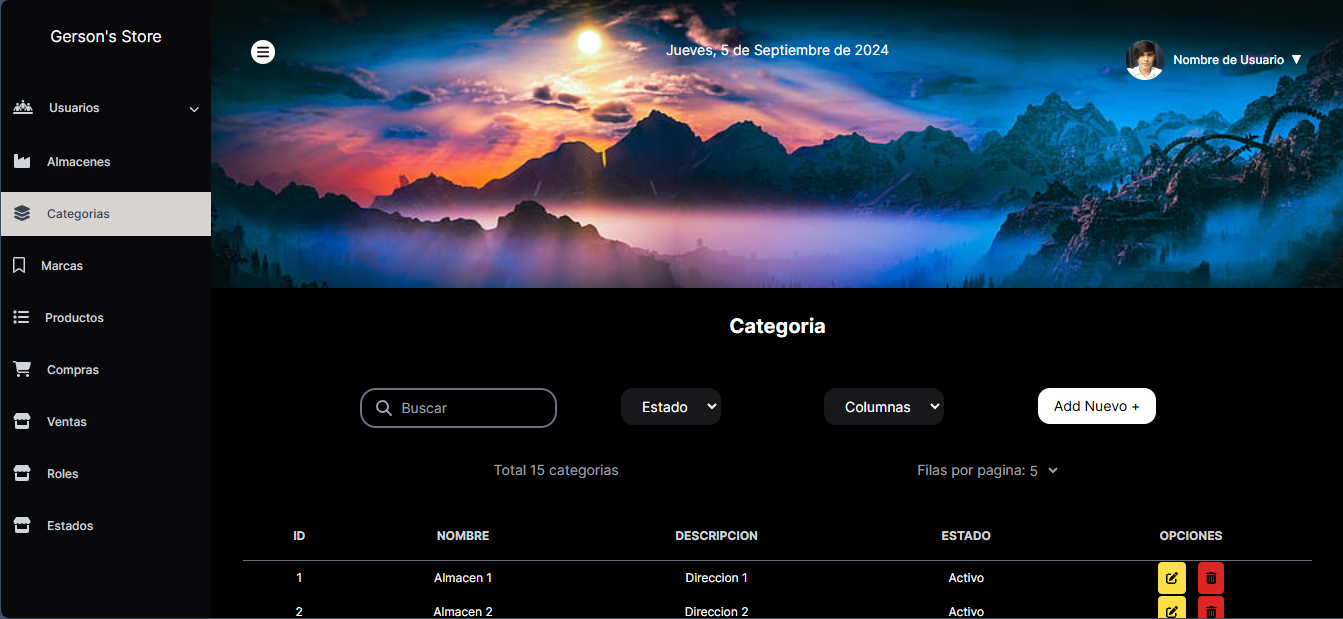 Gerson's Store
Usuarios
Almacenes
Categorias
Marcas
Productos
Compras
Ventas
Roles
Estados
Jueves, 5 de Septiembre de 2024
Nombre de Usuario ▼
Categoria
Buscar
Estado
Columnas
Add Nuevo +
Total 15 categorias
Filas por pagina: 5
ID NOMBRE DESCRIPCION ESTADO OPCIONES
1 Almacen 1 Direccion 1 Activo
2 Almacen 2 Direccion 2 Activo